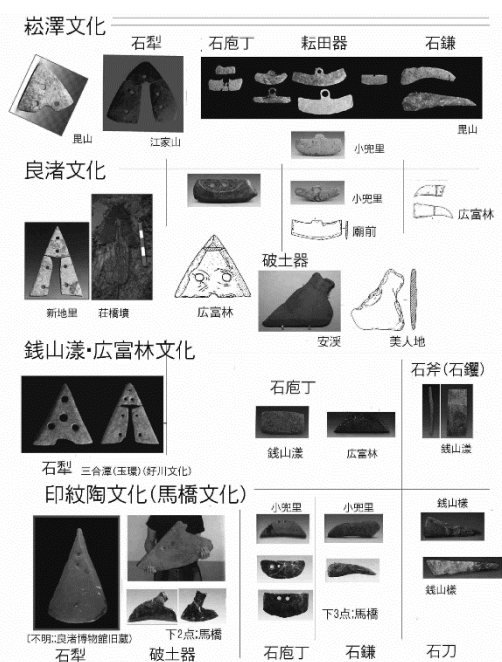 崧澤文化
石犁
石庖丁
耘田器
石鎌
昆山
江家山
昆山
小兜里
良渚文化
小兜里
廟前
広富林
破土器
新地里
荘橋墳
広富林
安渓
美人地
銭山漾・広富林文化
石斧(石钁)
石庖丁
銭山漾
広富林
銭山漾
石犁 三合潭(玉環)(好川文化)
印紋陶文化(馬橋文化)
小兜里
小兜里
銭山樣
銭山樣
下3点:馬橋
下2点:馬橋
(不明:良渚博物館旧蔵)
石犁
破土器
石庖丁
石鎌
石刀